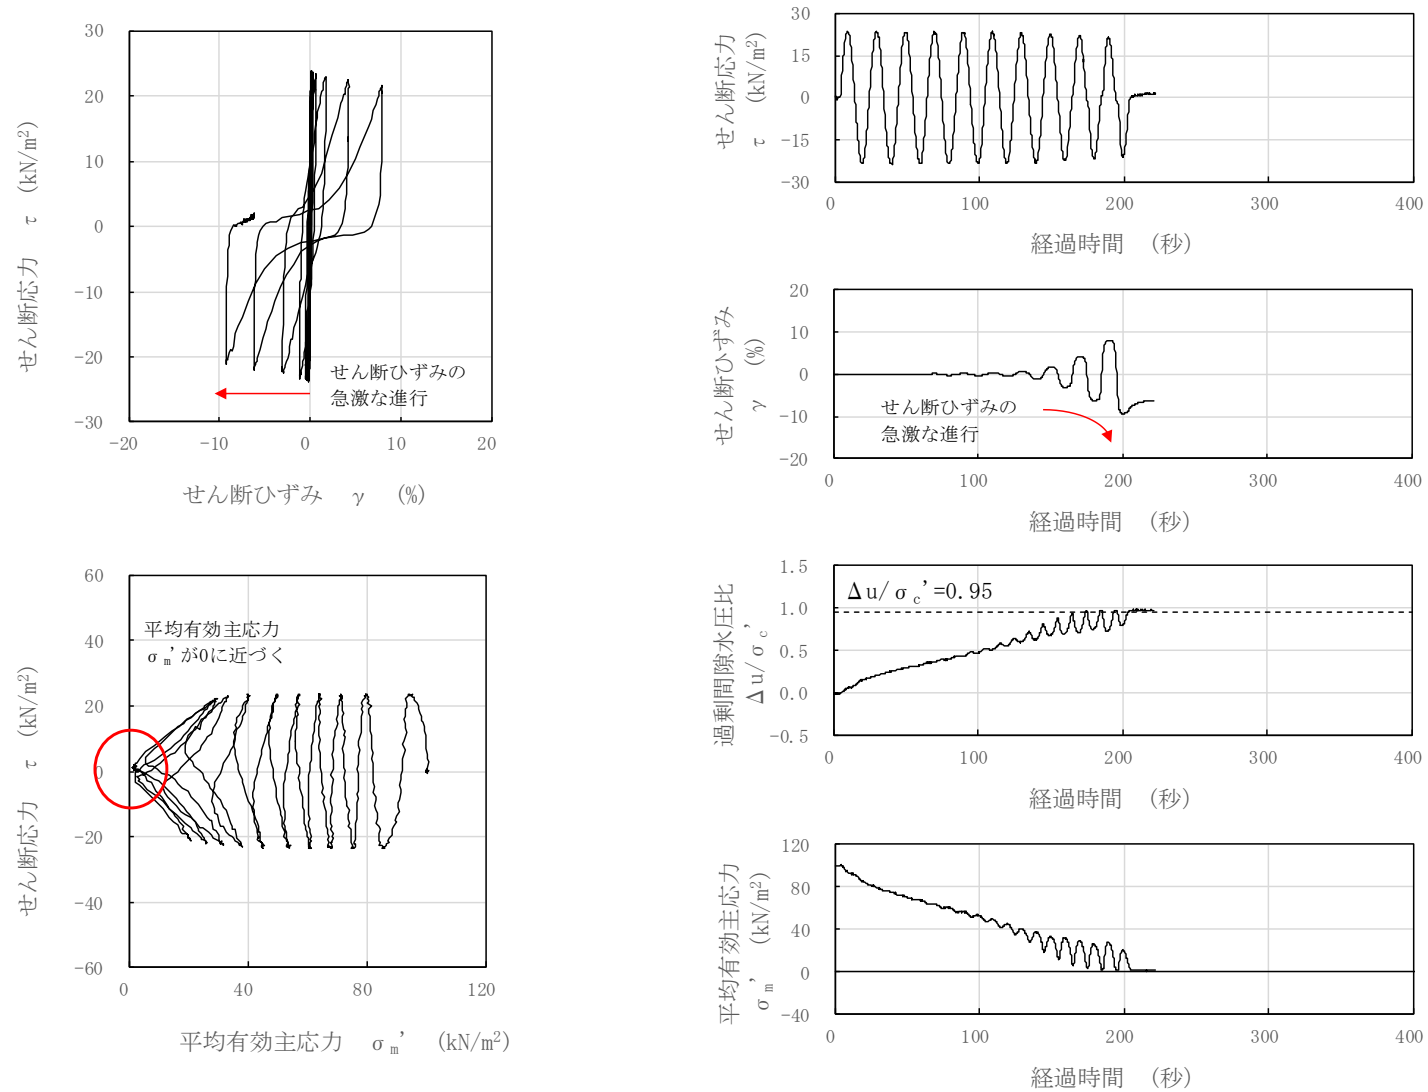 30
20
10
0
-10
-20
-30
-20
-10
0
10
20
せん断応力 τ (kN/m²)
せん断ひずみ γ (%)
せん断ひずみの
急激な進行
30
15
0
-15
-30
0
100
200
300
400
せん断応力
τ (kN/m²)
経過時間 (秒)
20
10
0
-10
-20
0
100
200
300
400
せん断ひずみ
γ (%)
せん断ひずみの
急激な進行
経過時間 (秒)
60
40
20
0
-20
-40
-60
0
40
80
120
せん断応力 τ (kN/m²)
平均有効主応力
σm'が0に近づく
平均有効主応力 σm' (kN/m²)
1.5
1.0
0.5
0.0
-0.5
0
100
200
300
400
過剰間隙水圧比
Δu/σc'
Δu/σc'=0.95
経過時間 (秒)
120
80
40
0
-40
0
100
200
300
400
平均有効主応力
σm' (kN/m²)
経過時間 (秒)